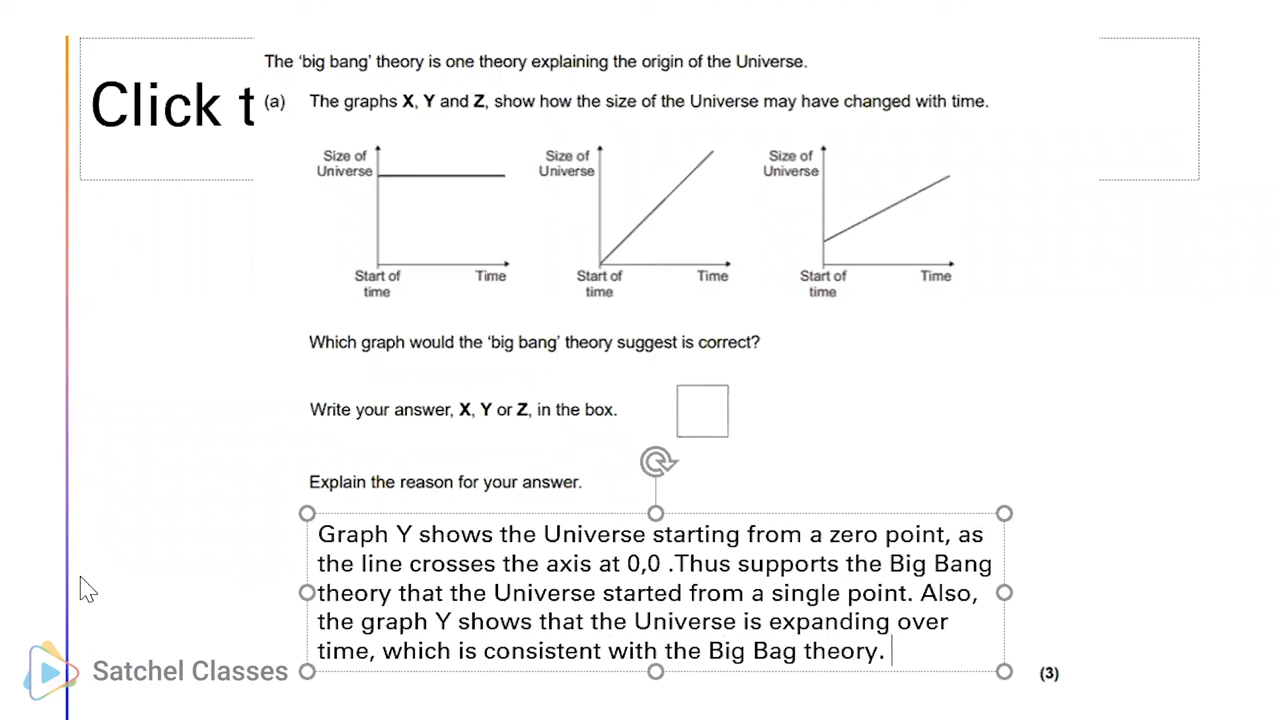 The 'big bang' theory is one theory explaining the origin of the Universe.
Click t
(a) The graphs X, Y and Z, show how the size of the Universe may have changed with time.
Size of
Universe
Start of
time
Time
Size of
Universe
Start of
time
Time
Size of
Universe
Start of
time
Time
Which graph would the 'big bang' theory suggest is correct?
Write your answer, X, Y or Z, in the box.
Explain the reason for your answer.
Graph Y shows the Universe starting from a zero point, as
the line crosses the axis at 0,0 .Thus supports the Big Bang
theory that the Universe started from a single point. Also,
the graph Y shows that the Universe is expanding over
time, which is consistent with the Big Bag theory.
(3)
Satchel Classes